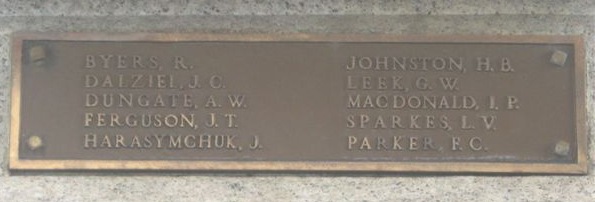 BYERS, R.
DALZIEL, J. C.
DUNGATE, A. W.
FERGUSON, J. T.
HARASYMCHUK, J.
JOHNSTON, H. B.
LEEK, G. W.
MACDONALD, I. P.
SPARKES, L. V.
PARKER, F. C.